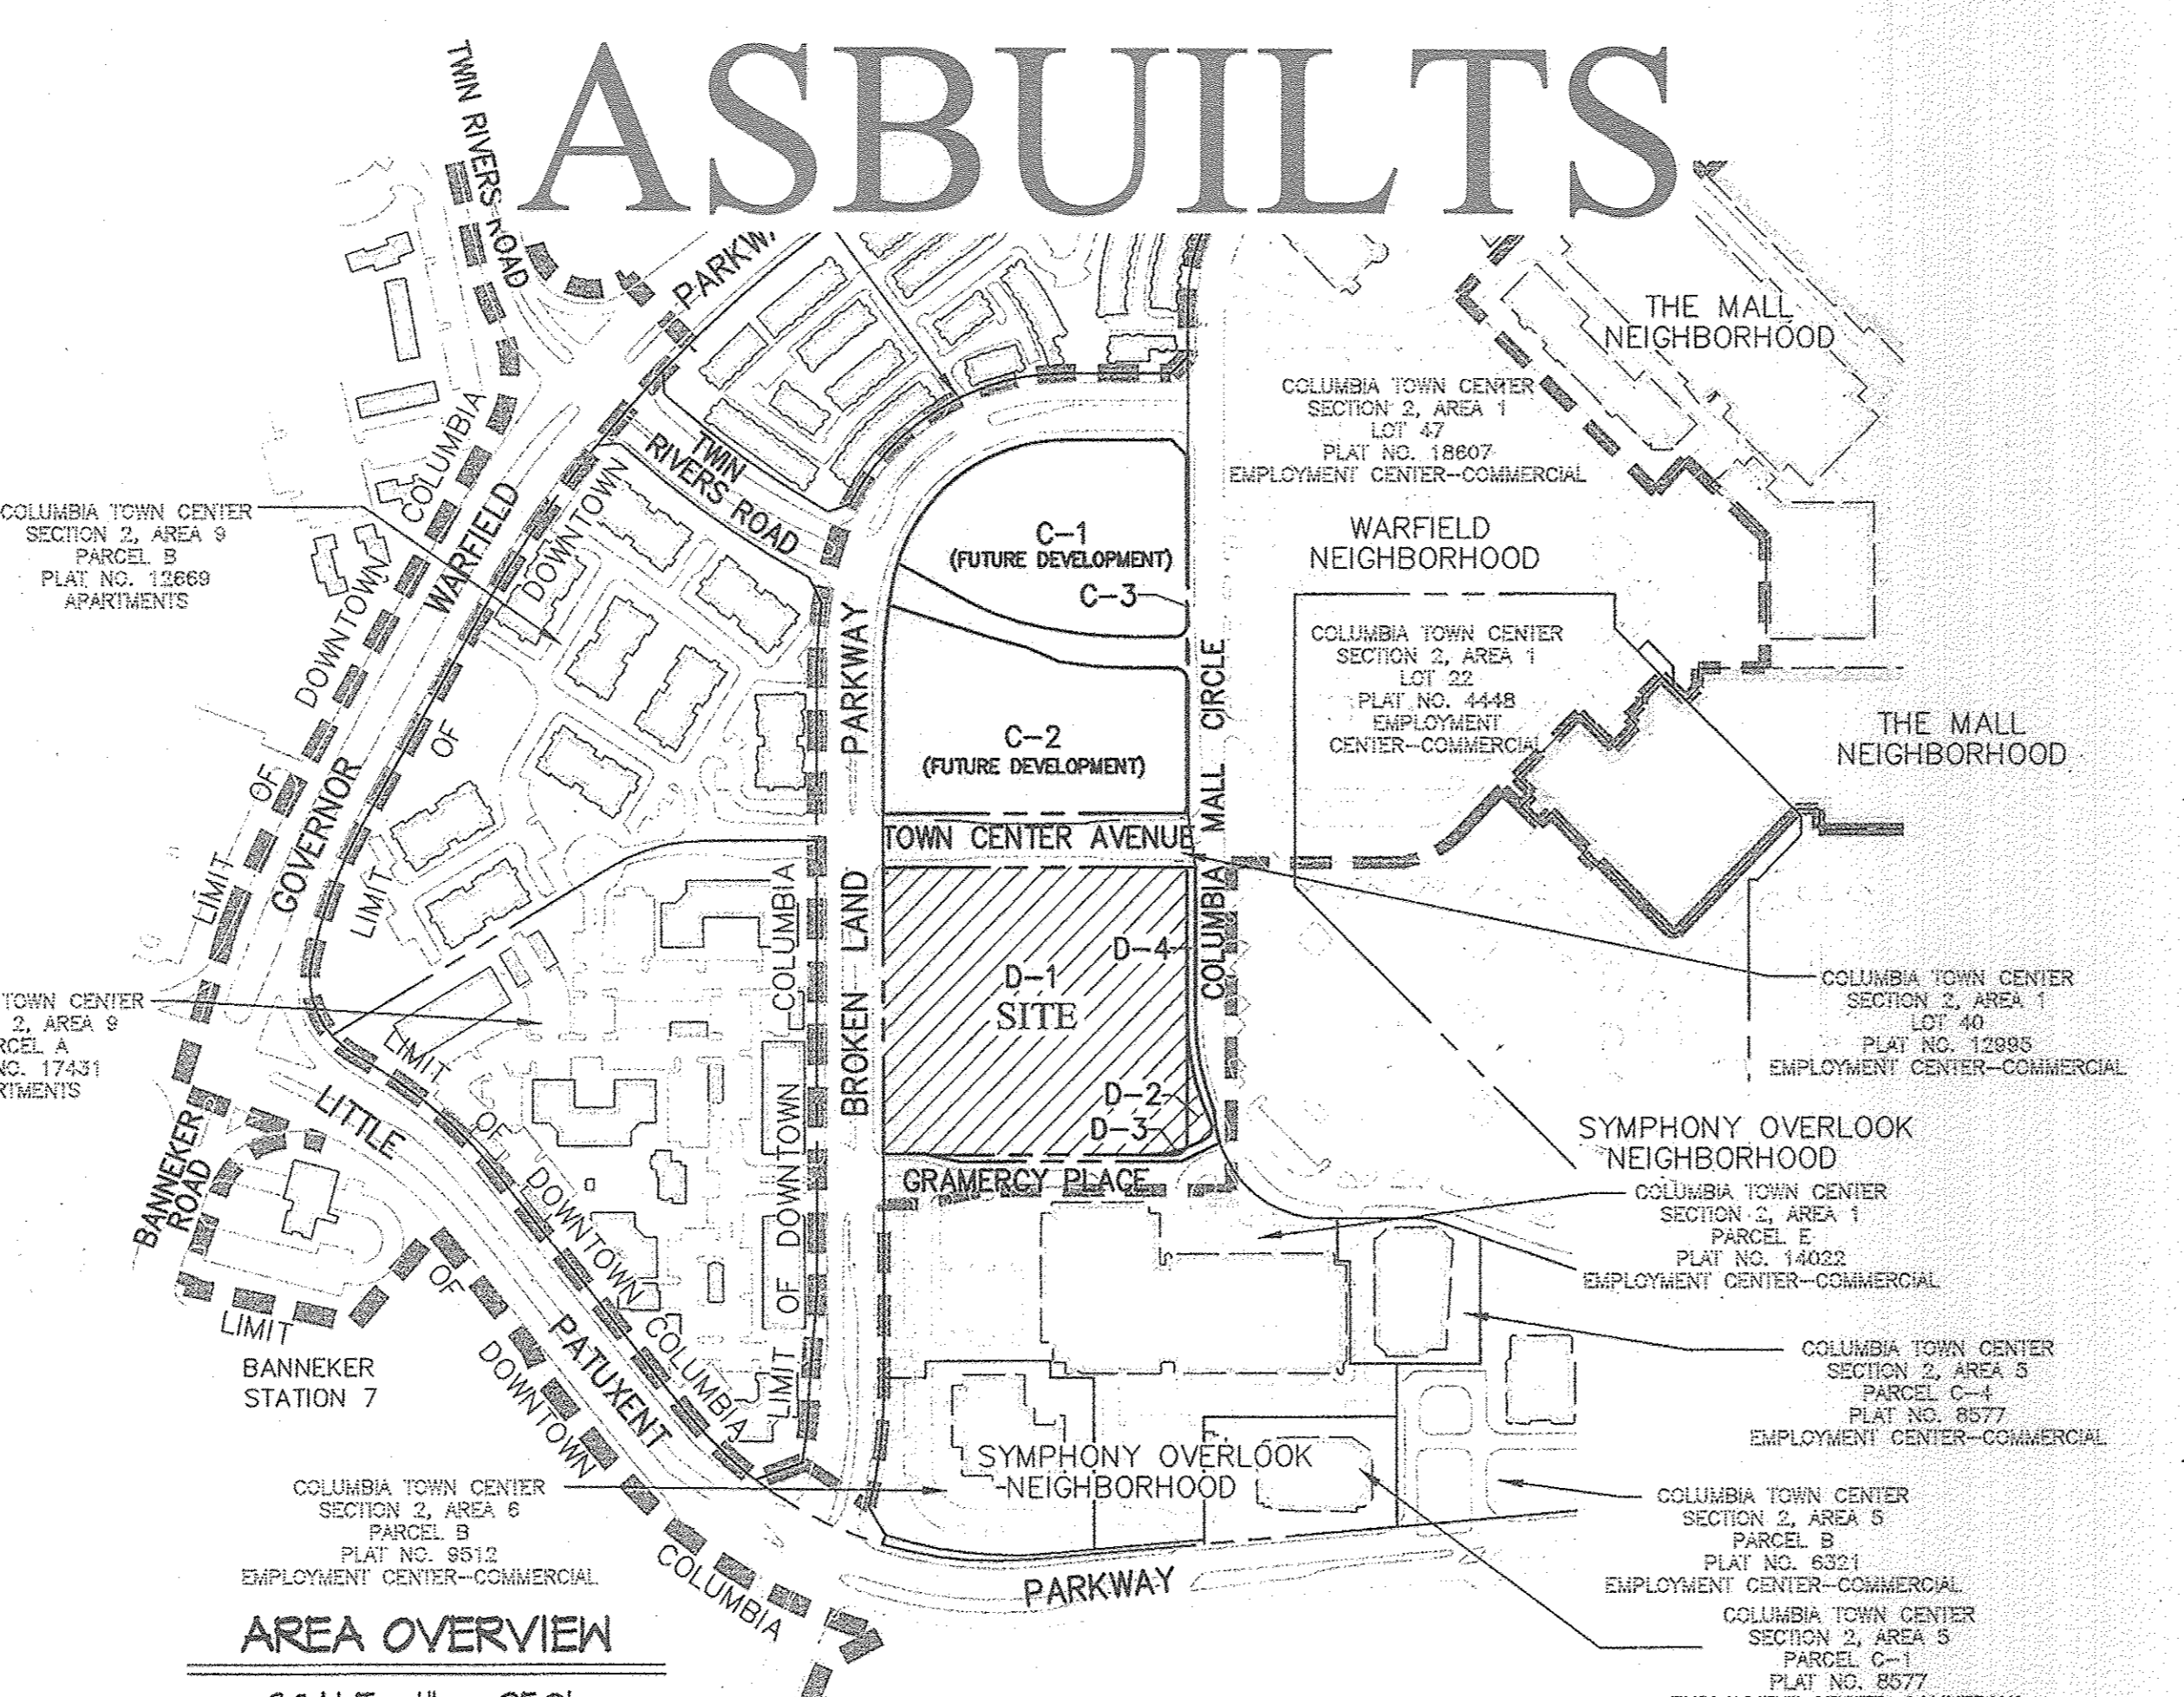 ASBUILTS
TWIN RIVERS ROAD
PARKW
THE MALL
NEIGHBORHOOD
COLUMBIA TOWN CENTER
SECTION 2, AREA 1
LOT 47
PLAT NO. 18607
EMPLOYMENT CENTER-COMMERCIAL
TWIN
RIVERS ROAD
COLUMBIA TOWN CENTER
SECTION 2, AREA 9
PARCEL B
PLAT NO. 12669
APARTMENTS
LIMIT OF DOWNTOWN COLUMBIA
GOVERNOR WARFIELD
LIMIT OF DOWNTOWN
C-1
(FUTURE DEVELOPMENT)
C-3
WARFIELD
NEIGHBORHOOD
COLUMBIA TOWN CENTER
SECTION 2, AREA 1
LOT 22
PLAT NO. 4448
EMPLOYMENT
CENTER-COMMERCIAL
C-2
(FUTURE DEVELOPMENT)
THE MALL
NEIGHBORHOOD
TOWN CENTER AVENUE
BROKEN LAND PARKWAY
COLUMBIA MALL CIRCLE
LIMIT OF DOWNTOWN COLUMBIA
D-4
D-1
SITE
D-2
D-3
COLUMBIA TOWN CENTER
SECTION 2, AREA 1
LOT 40
PLAT NO. 12995
EMPLOYMENT CENTER-COMMERCIAL
TOWN CENTER
2, AREA 9
RCEL A
NO. 17431
RTMENTS
LIMIT OF DOWNTOWN COLUMBIA
LITTLE PATUXENT
BANNEKER
ROAD
GRAMERCY PLACE
SYMPHONY OVERLOOK
NEIGHBORHOOD
COLUMBIA TOWN CENTER
SECTION 2, AREA 1
PARCEL E
PLAT NO. 14022
EMPLOYMENT CENTER-COMMERCIAL
LIMIT OF DOWNTOWN COLUMBIA
BANNEKER
STATION 7
COLUMBIA TOWN CENTER
SECTION 2, AREA 5
PARCEL C-4
PLAT NO. 8577
EMPLOYMENT CENTER-COMMERCIAL
SYMPHONY OVERLOOK
NEIGHBORHOOD
COLUMBIA TOWN CENTER
SECTION 2, AREA 6
PARCEL B
PLAT NO. 9512
EMPLOYMENT CENTER-COMMERCIAL
COLUMBIA TOWN CENTER
SECTION 2, AREA 5
PARCEL B
PLAT NO. 6321
EMPLOYMENT CENTER-COMMERCIAL
PARKWAY
COLUMBIA TOWN CENTER
SECTION 2, AREA 5
PARCEL C-1
PLAT NO. 8577
AREA OVERVIEW